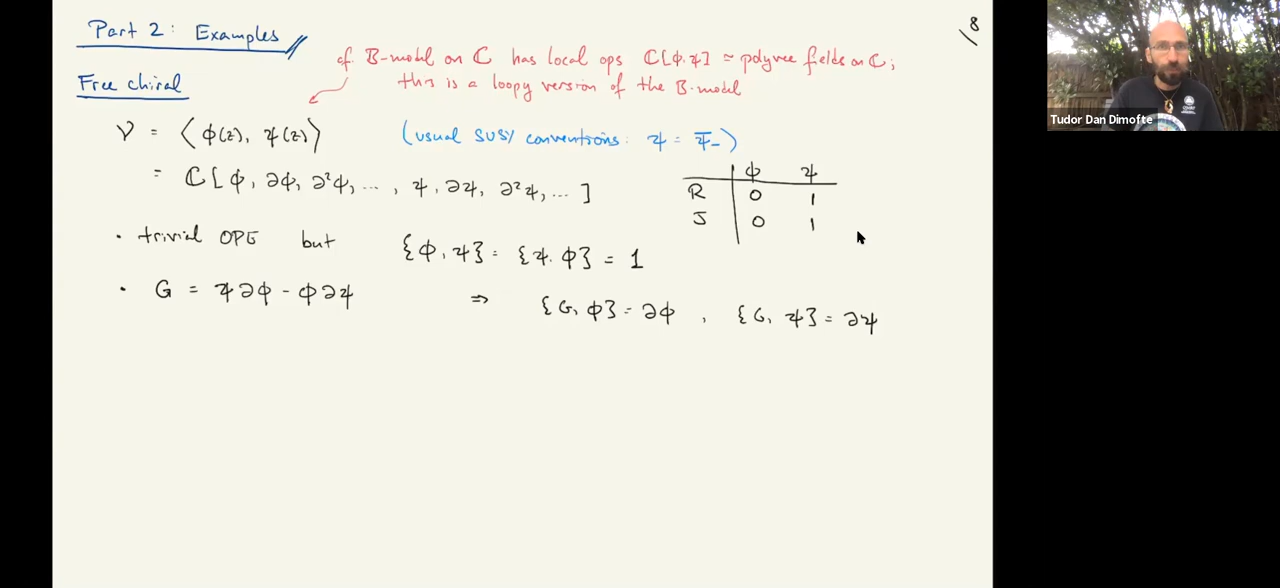 Part 2: Examples
8
cf. B-model on ℂ has local ops ℂ[φ,ψ] ≃ polyvec fields on ℂ;
Free chiral
this is a loopy version of the B-model
𝒱 = ⟨φ(z), ψ(z)⟩ (usual SUSY conventions: ψ = ψ̄₋)
= ℂ[φ, ∂φ, ∂²φ, ..., ψ, ∂ψ, ∂²ψ, ...]
φ ψ
R 0 1
J 0 1
· trivial OPE but {φ, ψ} = {ψ, φ} = 1
· G = ψ∂φ - φ∂ψ ⇒ {G, φ} = ∂φ, {G, ψ} = ∂ψ
Tudor Dan Dimofte